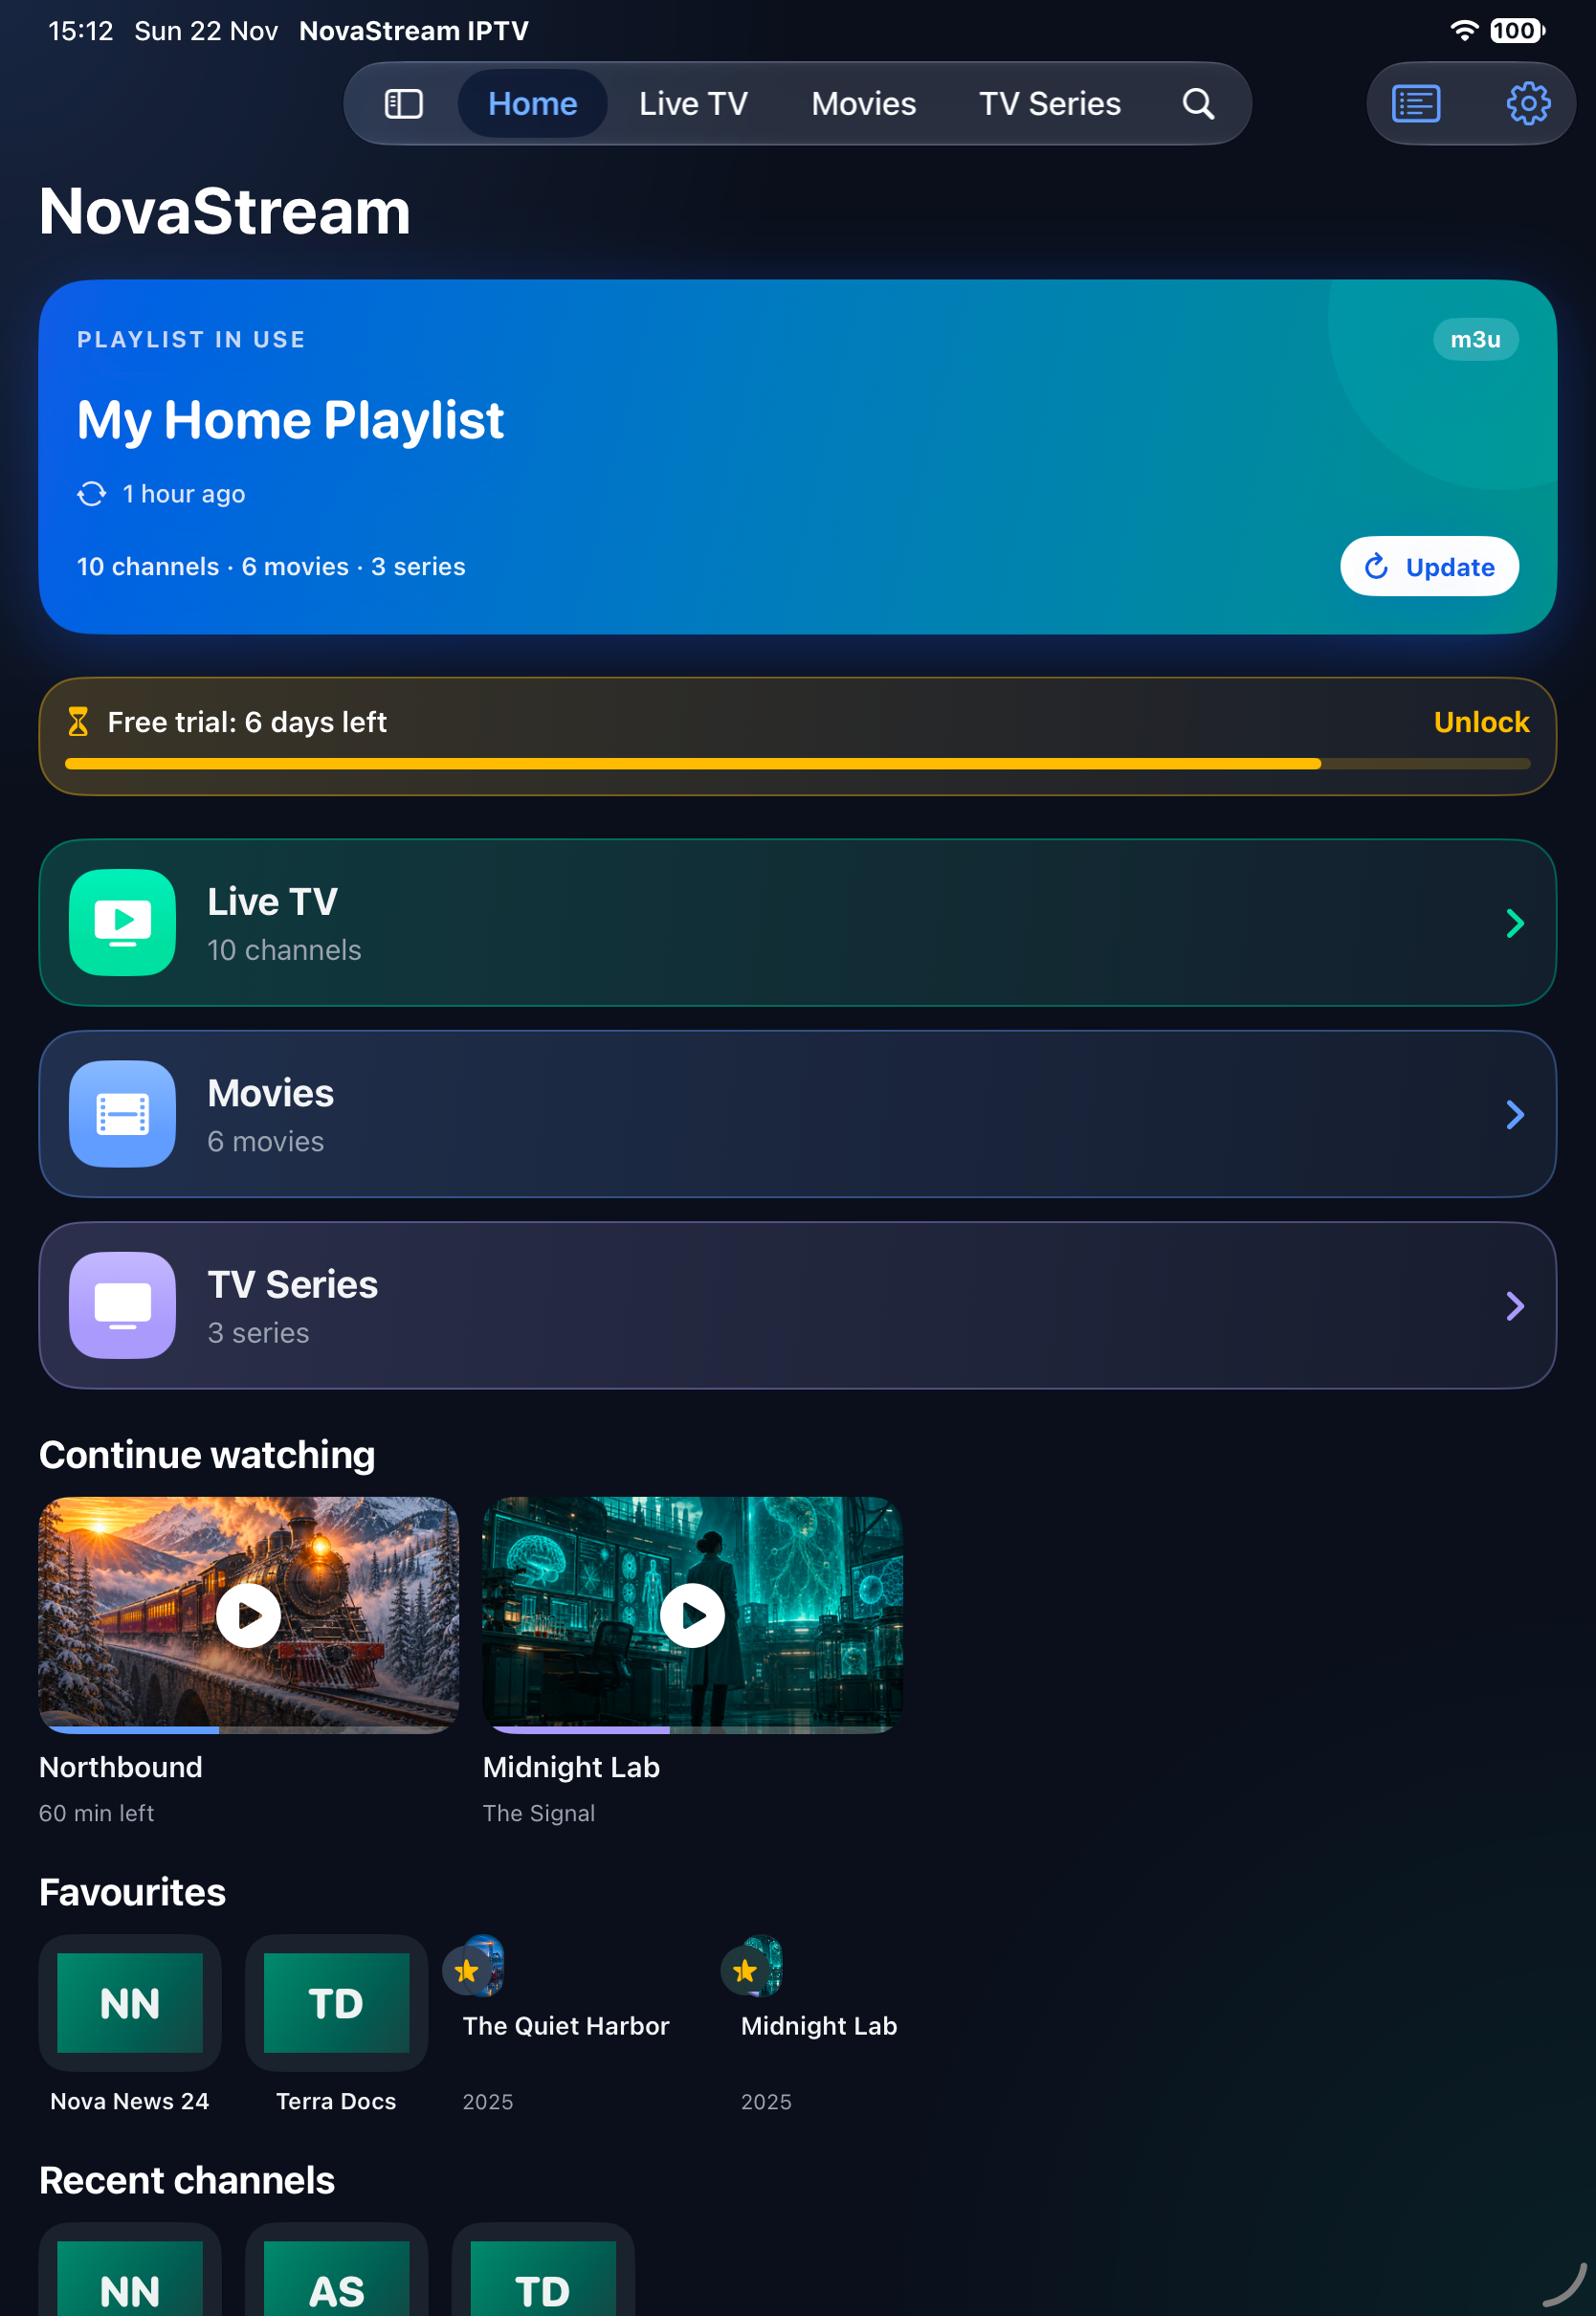 15:12 Sun 22 Nov NovaStream IPTV 100
Home Live TV Movies TV Series
NovaStream
PLAYLIST IN USE m3u
My Home Playlist
1 hour ago
10 channels · 6 movies · 3 series Update
Free trial: 6 days left Unlock
Live TV
10 channels
Movies
6 movies
TV Series
3 series
Continue watching
Northbound Midnight Lab
60 min left The Signal
Favourites
NN TD
The Quiet Harbor Midnight Lab
Nova News 24 Terra Docs 2025 2025
Recent channels
NN AS TD